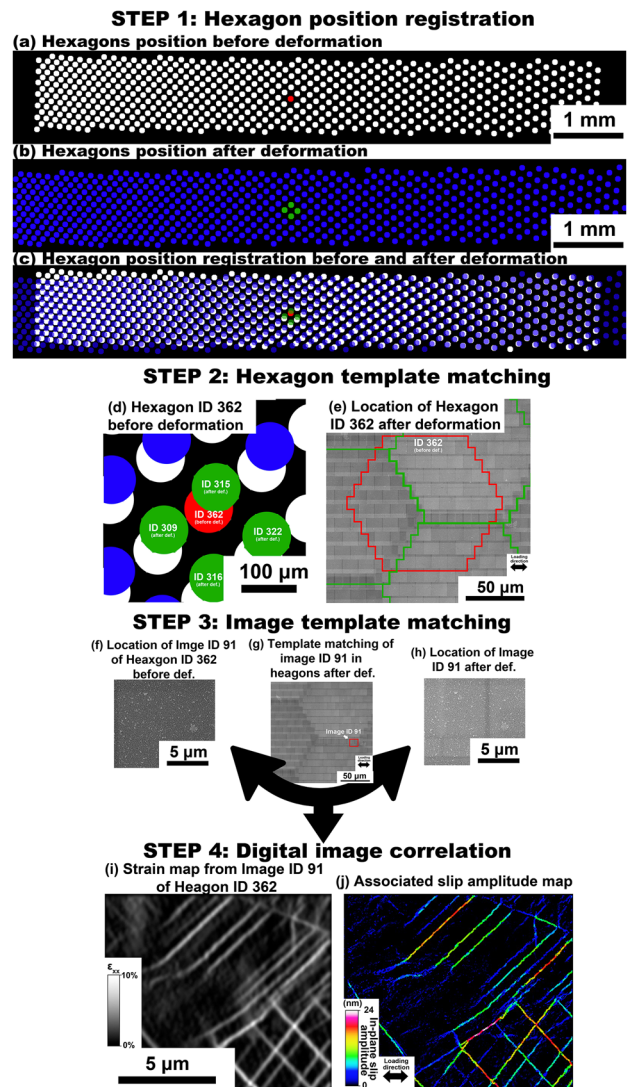 STEP 1: Hexagon position registration
(a) Hexagons position before deformation
1 mm
(b) Hexagons position after deformation
1 mm
(c) Hexagon position registration before and after deformation
STEP 2: Hexagon template matching
(d) Hexagon ID 362
before deformation
ID 315
(after def.)
ID 362
(before def.)
ID 309
(after def.)
ID 322
(after def.)
ID 316
(after def.)
100 µm
(e) Location of Hexagon
ID 362 after deformation
ID 362
(before def.)
Loading
direction
50 µm
STEP 3: Image template matching
(f) Location of Imge ID 91
of Heaxgon ID 362
before def.
5 µm
(g) Template matching of
image ID 91 in
heagons after def.
Image ID 91
Loading
direction
50 µm
(h) Location of Image
ID 91 after def.
5 µm
STEP 4: Digital image correlation
(i) Strain map from Image ID 91
of Heagon ID 362
εxx
10%
0%
5 µm
(j) Associated slip amplitude map
24
(nm)
In-plane slip
amplitude
0
Loading
direction